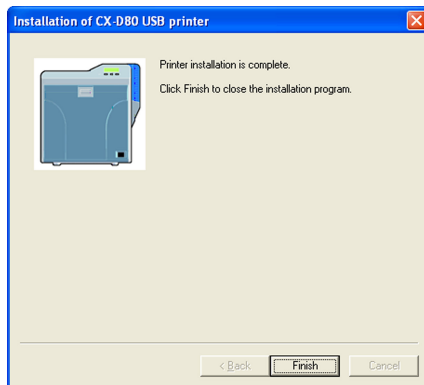 Installation of CX-D80 USB printer
Printer installation is complete.
Click Finish to close the installation program.
< Back
Finish
Cancel